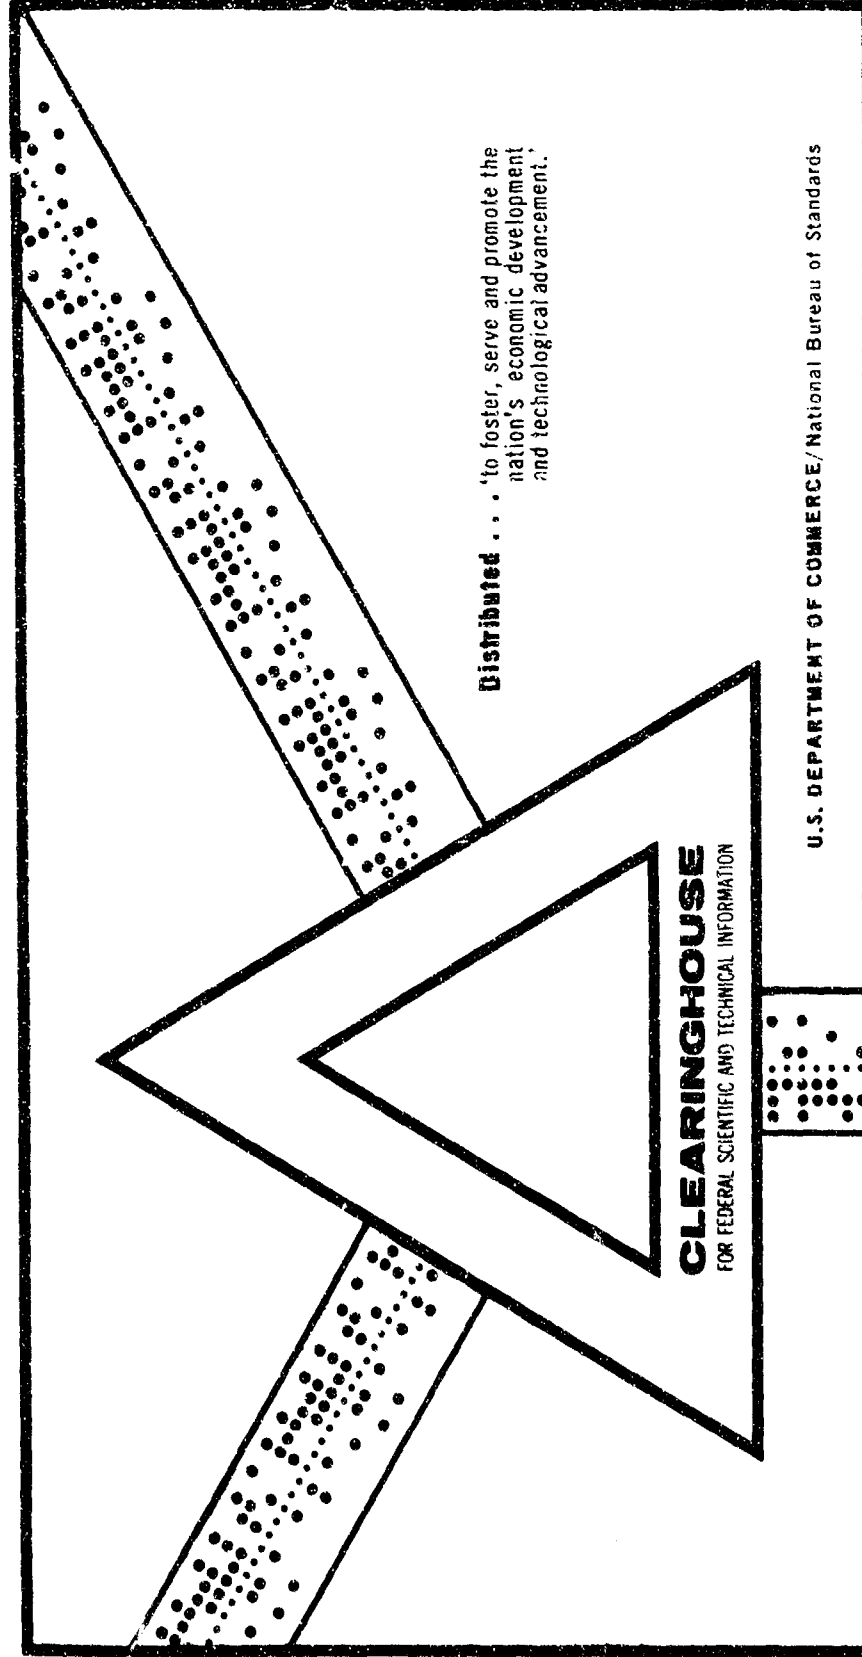 Distributed . . . 'to foster, serve and promote the
nation's economic development
and technological advancement.'
CLEARINGHOUSE
FOR FEDERAL SCIENTIFIC AND TECHNICAL INFORMATION
U.S. DEPARTMENT OF COMMERCE/National Bureau of Standards